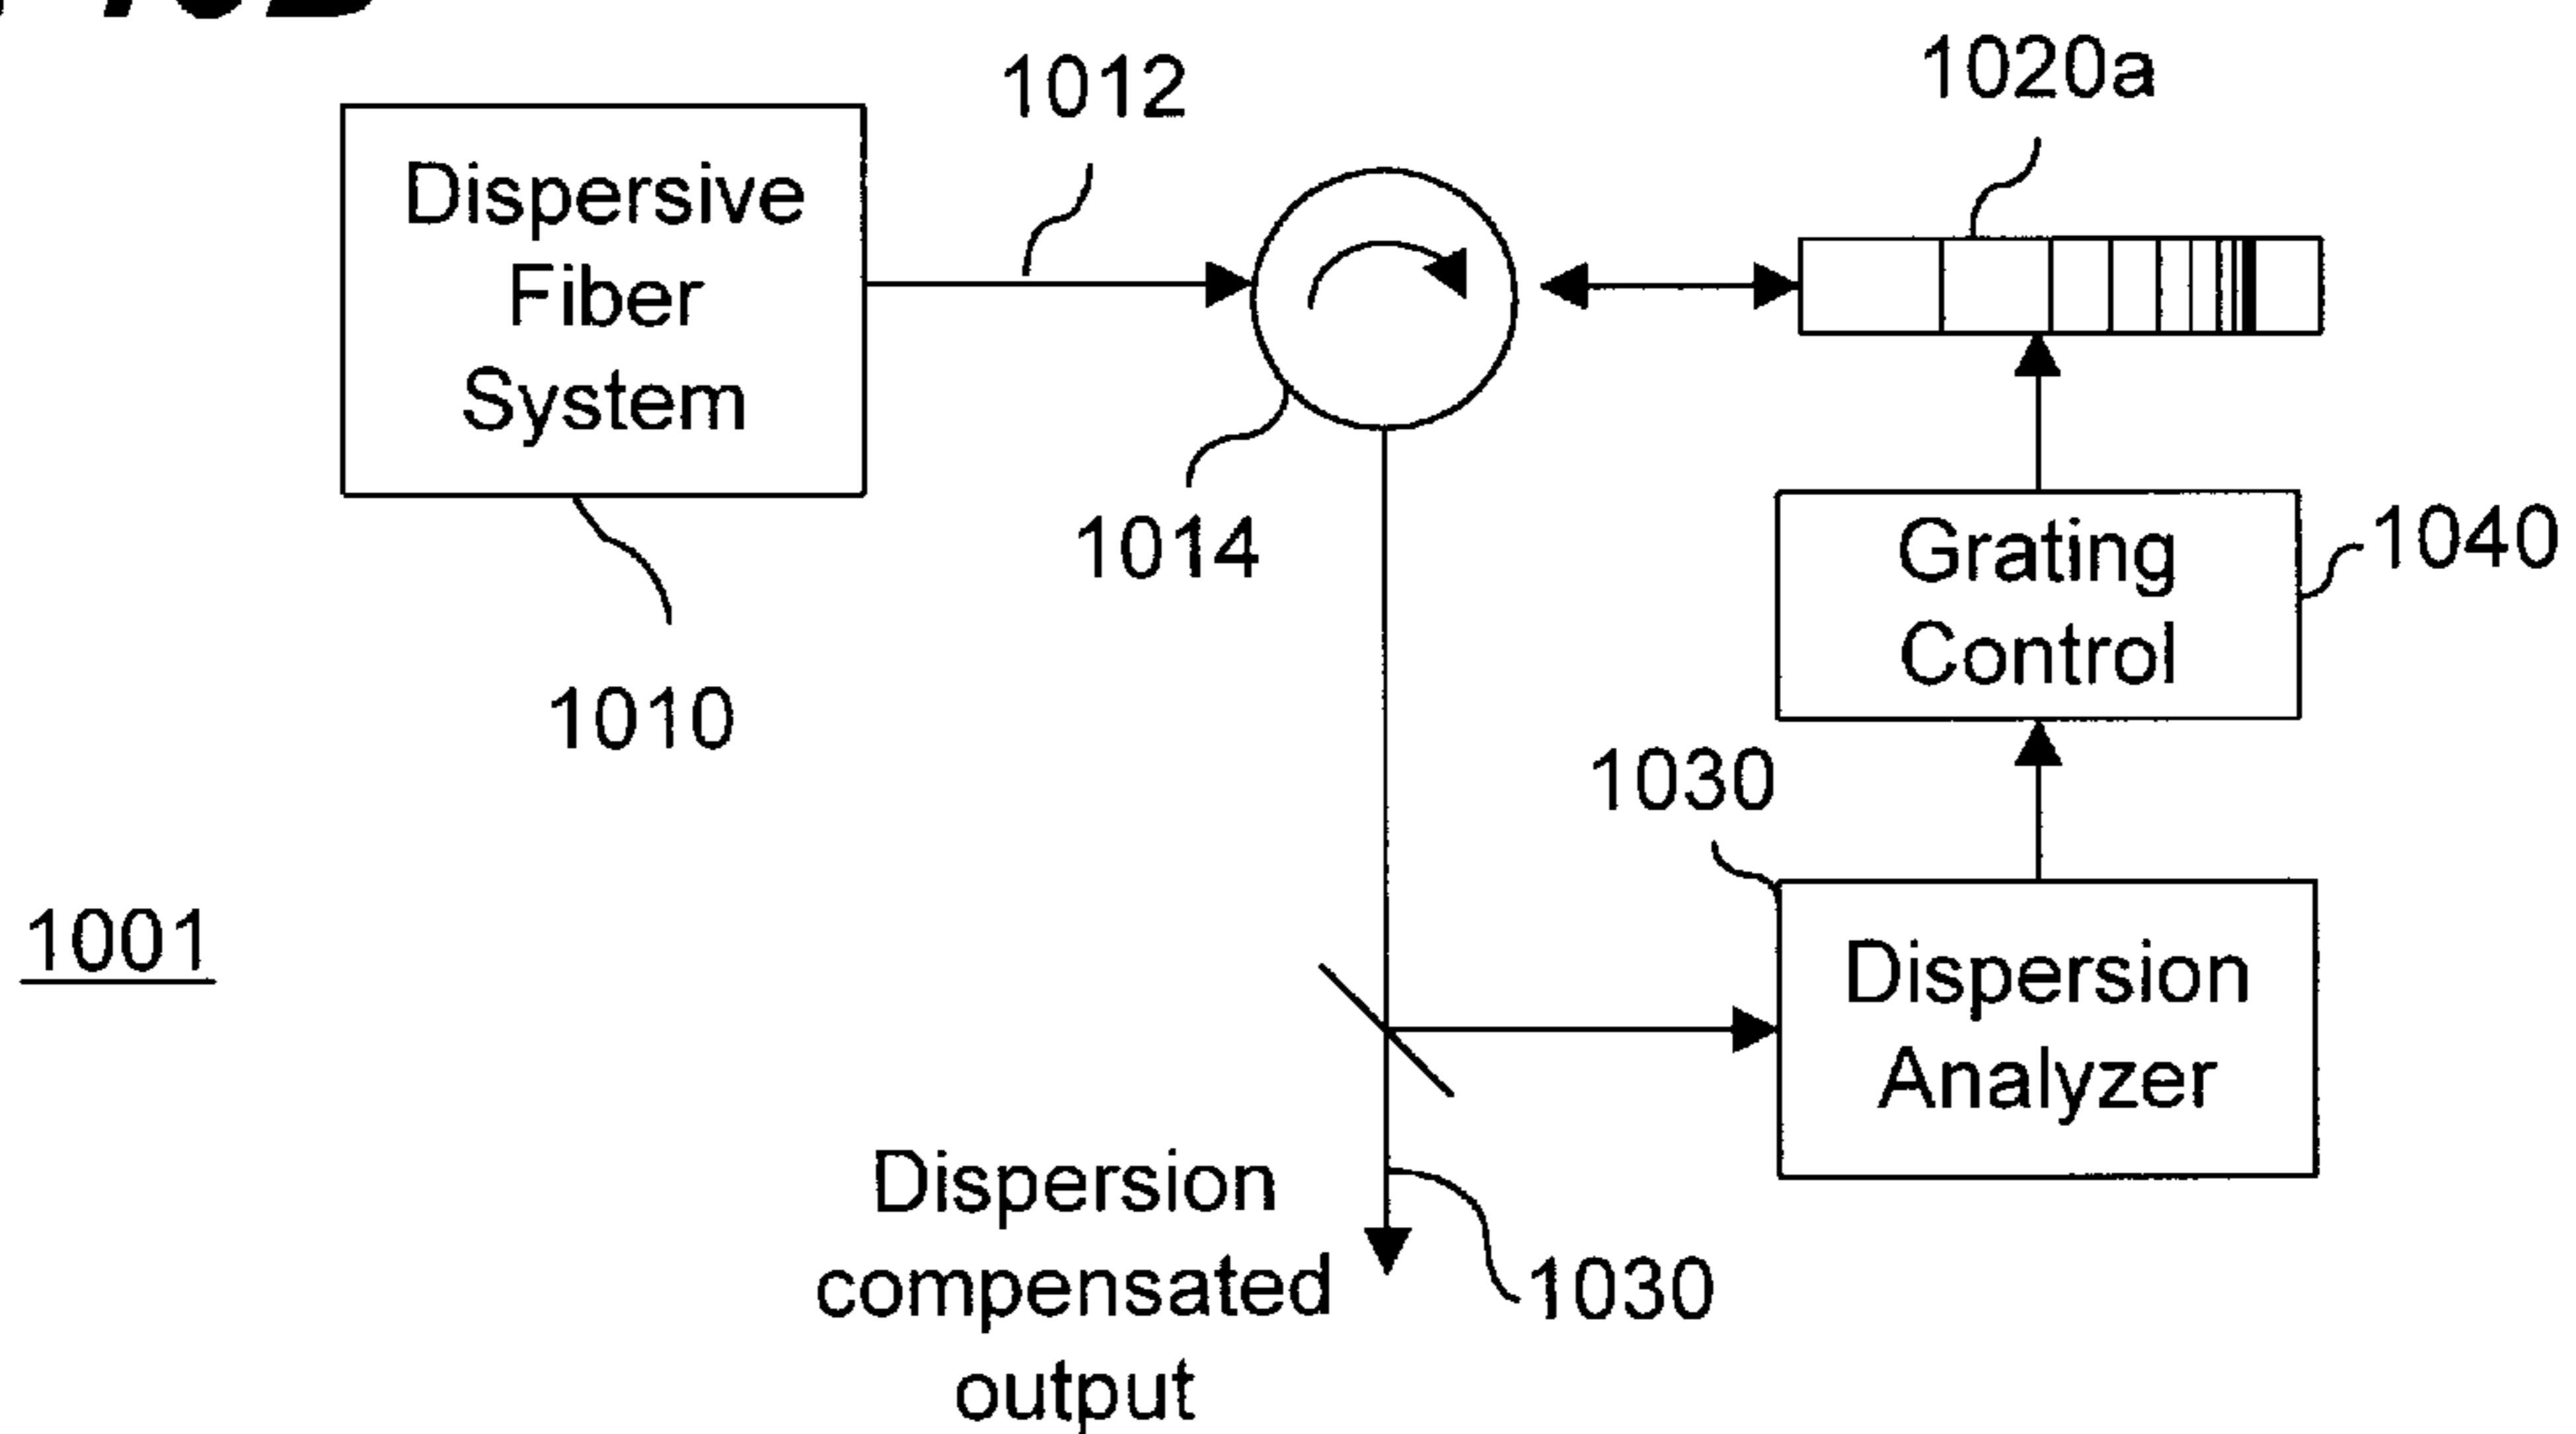 1012
1020a
Dispersive
Fiber
System
1014
1010
Grating
Control
1040
1030
Dispersion
Analyzer
1001
Dispersion
compensated
output
1030